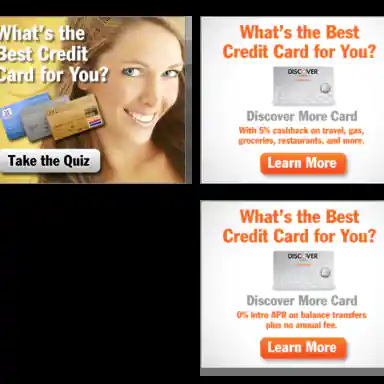 What's the
Best Credit
Card for You?
Take the Quiz
What's the Best
Credit Card for You?
DISCOVER
Discover More Card
With 5% cashback on travel, gas,
groceries, restaurants, and more.
Learn More
What's the Best
Credit Card for You?
DISCOVER
Discover More Card
0% intro APR on balance transfers
plus no annual fee.
Learn More